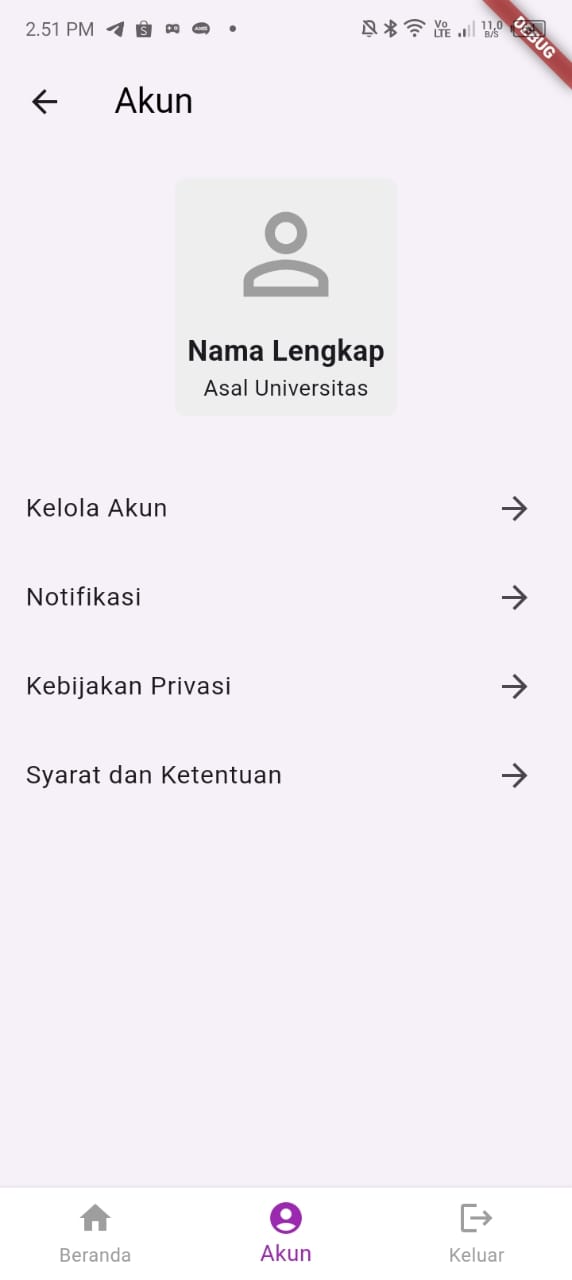 2.51 PM
Vo
LTE
11,0
B/S
DEBUG
Akun
Nama Lengkap
Asal Universitas
Kelola Akun
Notifikasi
Kebijakan Privasi
Syarat dan Ketentuan
Beranda
Akun
Keluar